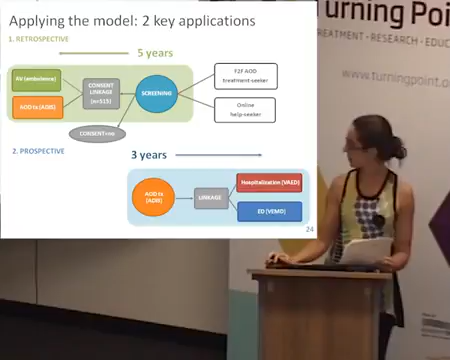 Applying the model: 2 key applications
1. RETROSPECTIVE
5 years
AV (ambulance)
AOD tx (ADIS)
CONSENT
LINKAGE
(n=515)
SCREENING
F2F AOD
treatment-seeker
Online
help-seeker
CONSENT=no
2. PROSPECTIVE
3 years
AOD tx
(ADIS)
LINKAGE
Hospitalization (VAED)
ED (VEMD)
24
Turning Poin
TREATMENT • RESEARCH • EDUC
www.turningpoint.o